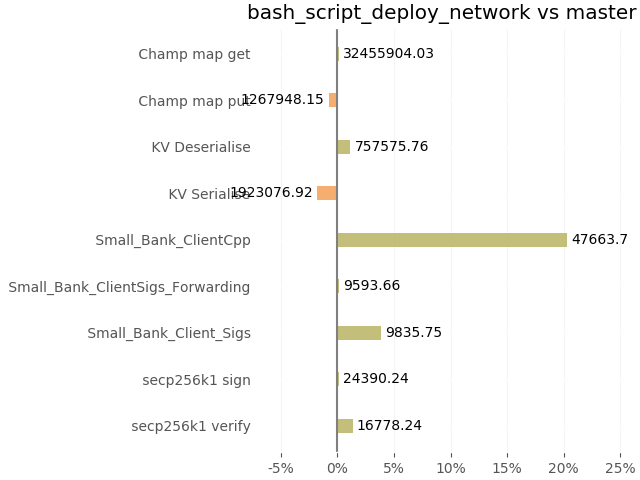 bash_script_deploy_network vs master
Champ map get 32455904.03
Champ map put 1267948.15
KV Deserialise 757575.76
KV Serialise 1923076.92
Small_Bank_ClientCpp 47663.7
Small_Bank_ClientSigs_Forwarding 9593.66
Small_Bank_Client_Sigs 9835.75
secp256k1 sign 24390.24
secp256k1 verify 16778.24
-5% 0% 5% 10% 15% 20% 25%